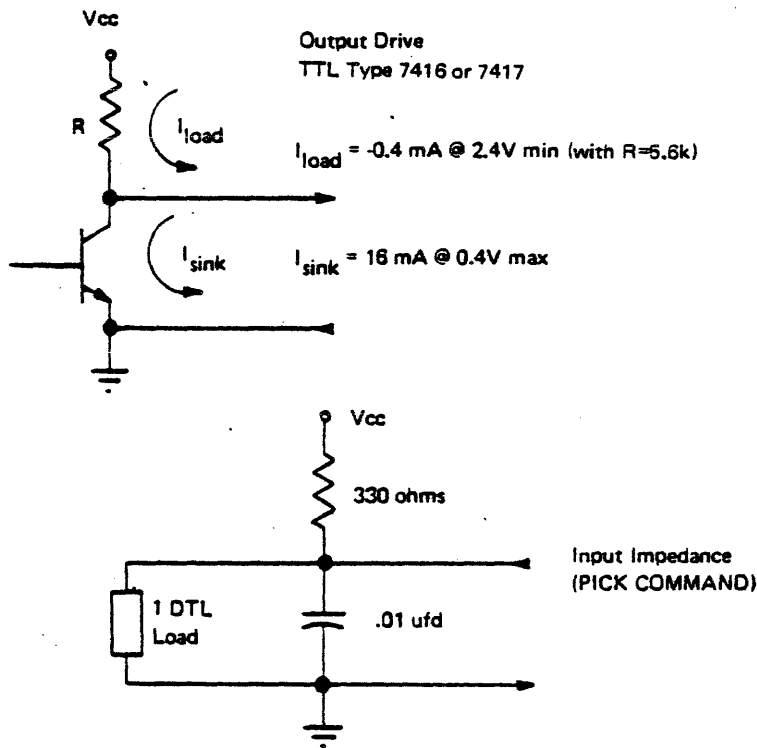 Vcc
Output Drive
TTL Type 7416 or 7417
R
Iload
Iload = -0.4 mA @ 2.4V min (with R=5.6k)
Isink
Isink = 16 mA @ 0.4V max
Vcc
330 ohms
Input Impedance
(PICK COMMAND)
1 DTL
Load
.01 ufd